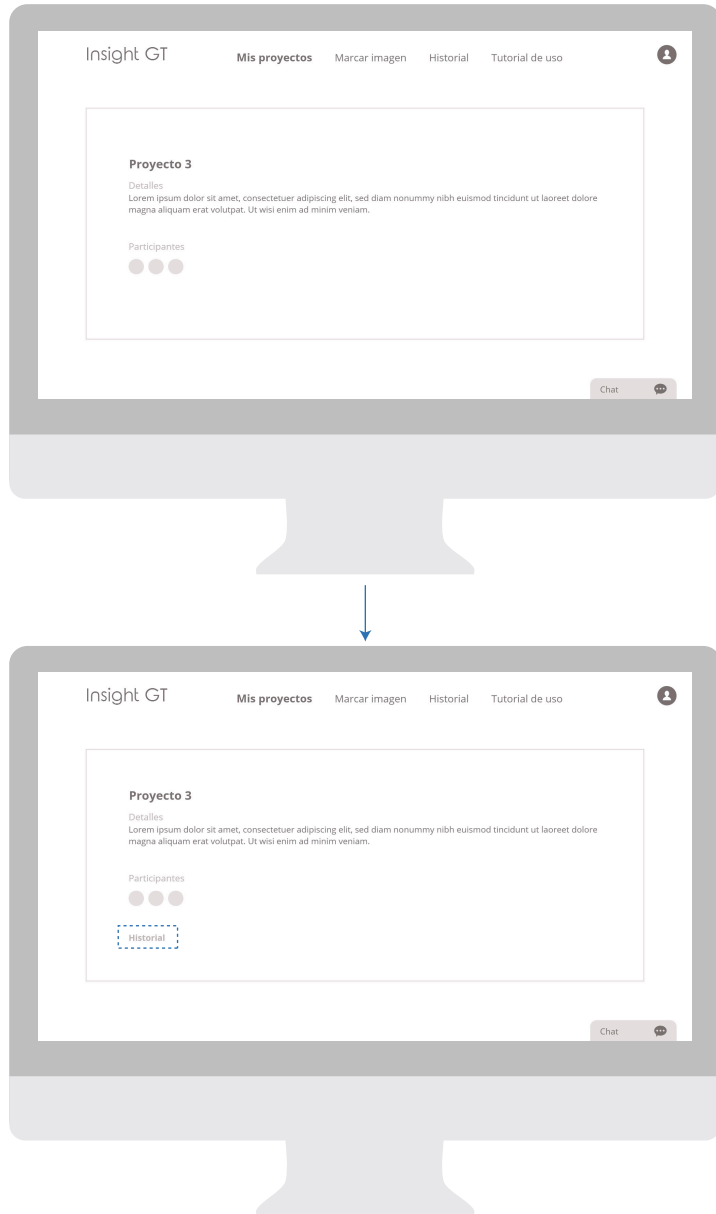 Insight GT
Mis proyectos Marcar imagen Historial Tutorial de uso
Proyecto 3
Detalles
Lorem ipsum dolor sit amet, consectetuer adipiscing elit, sed diam nonummy nibh euismod tincidunt ut laoreet dolore
magna aliquam erat volutpat. Ut wisi enim ad minim veniam.
Participantes
Chat
Insight GT
Mis proyectos Marcar imagen Historial Tutorial de uso
Proyecto 3
Detalles
Lorem ipsum dolor sit amet, consectetuer adipiscing elit, sed diam nonummy nibh euismod tincidunt ut laoreet dolore
magna aliquam erat volutpat. Ut wisi enim ad minim veniam.
Participantes
Historial
Chat